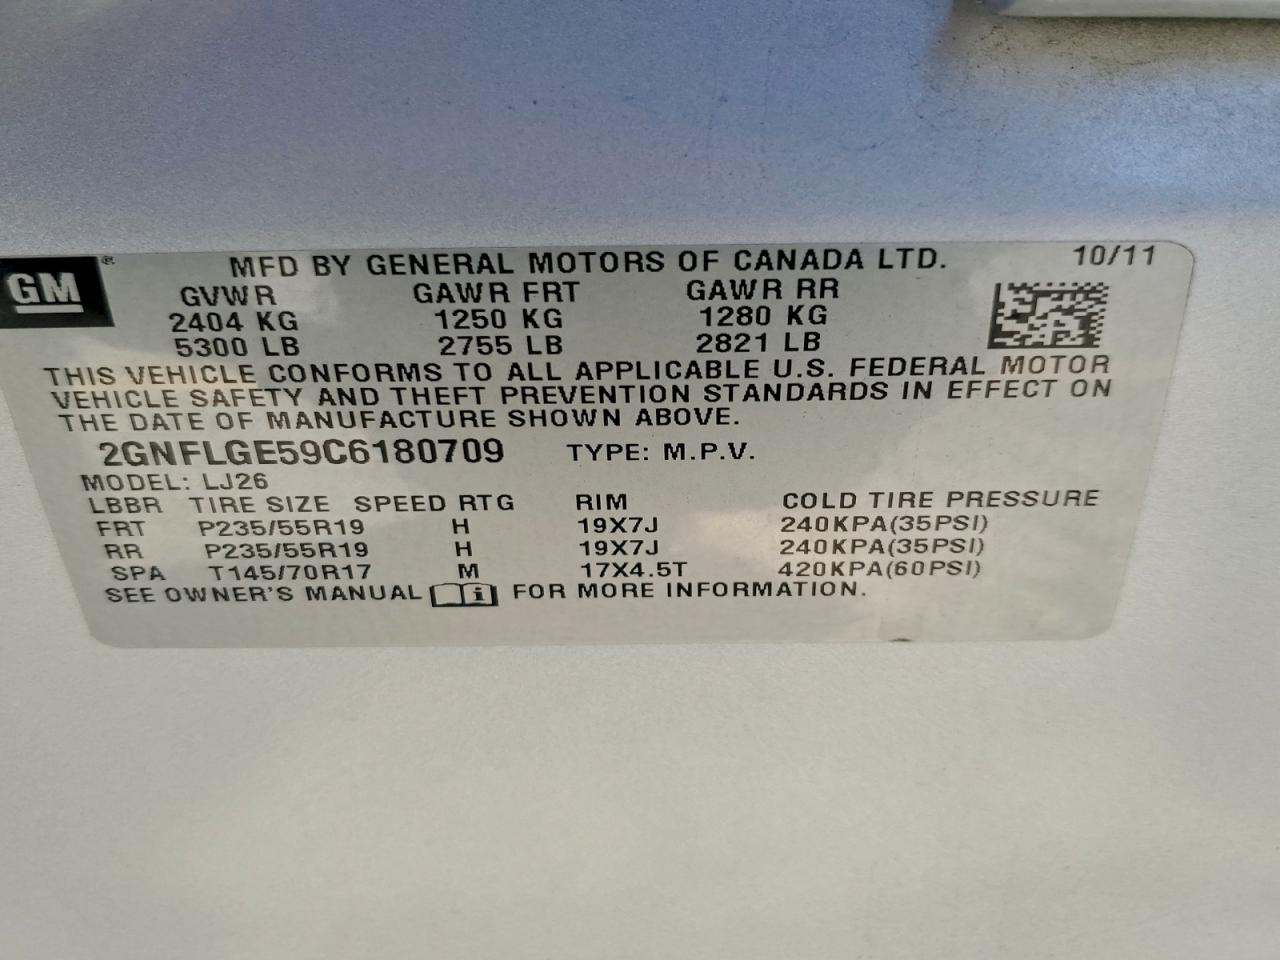 GM ® MFD BY GENERAL MOTORS OF CANADA LTD. 10/11
GVWR GAWR FRT GAWR RR
2404 KG 1250 KG 1280 KG
5300 LB 2755 LB 2821 LB
THIS VEHICLE CONFORMS TO ALL APPLICABLE U.S. FEDERAL MOTOR
VEHICLE SAFETY AND THEFT PREVENTION STANDARDS IN EFFECT ON
THE DATE OF MANUFACTURE SHOWN ABOVE.
2GNFLGE59C6180709 TYPE: M.P.V.
MODEL: LJ26
LBBR TIRE SIZE SPEED RTG RIM COLD TIRE PRESSURE
FRT P235/55R19 H 19X7J 240KPA(35PSI)
RR P235/55R19 H 19X7J 240KPA(35PSI)
SPA T145/70R17 M 17X4.5T 420KPA(60PSI)
SEE OWNER'S MANUAL i FOR MORE INFORMATION.